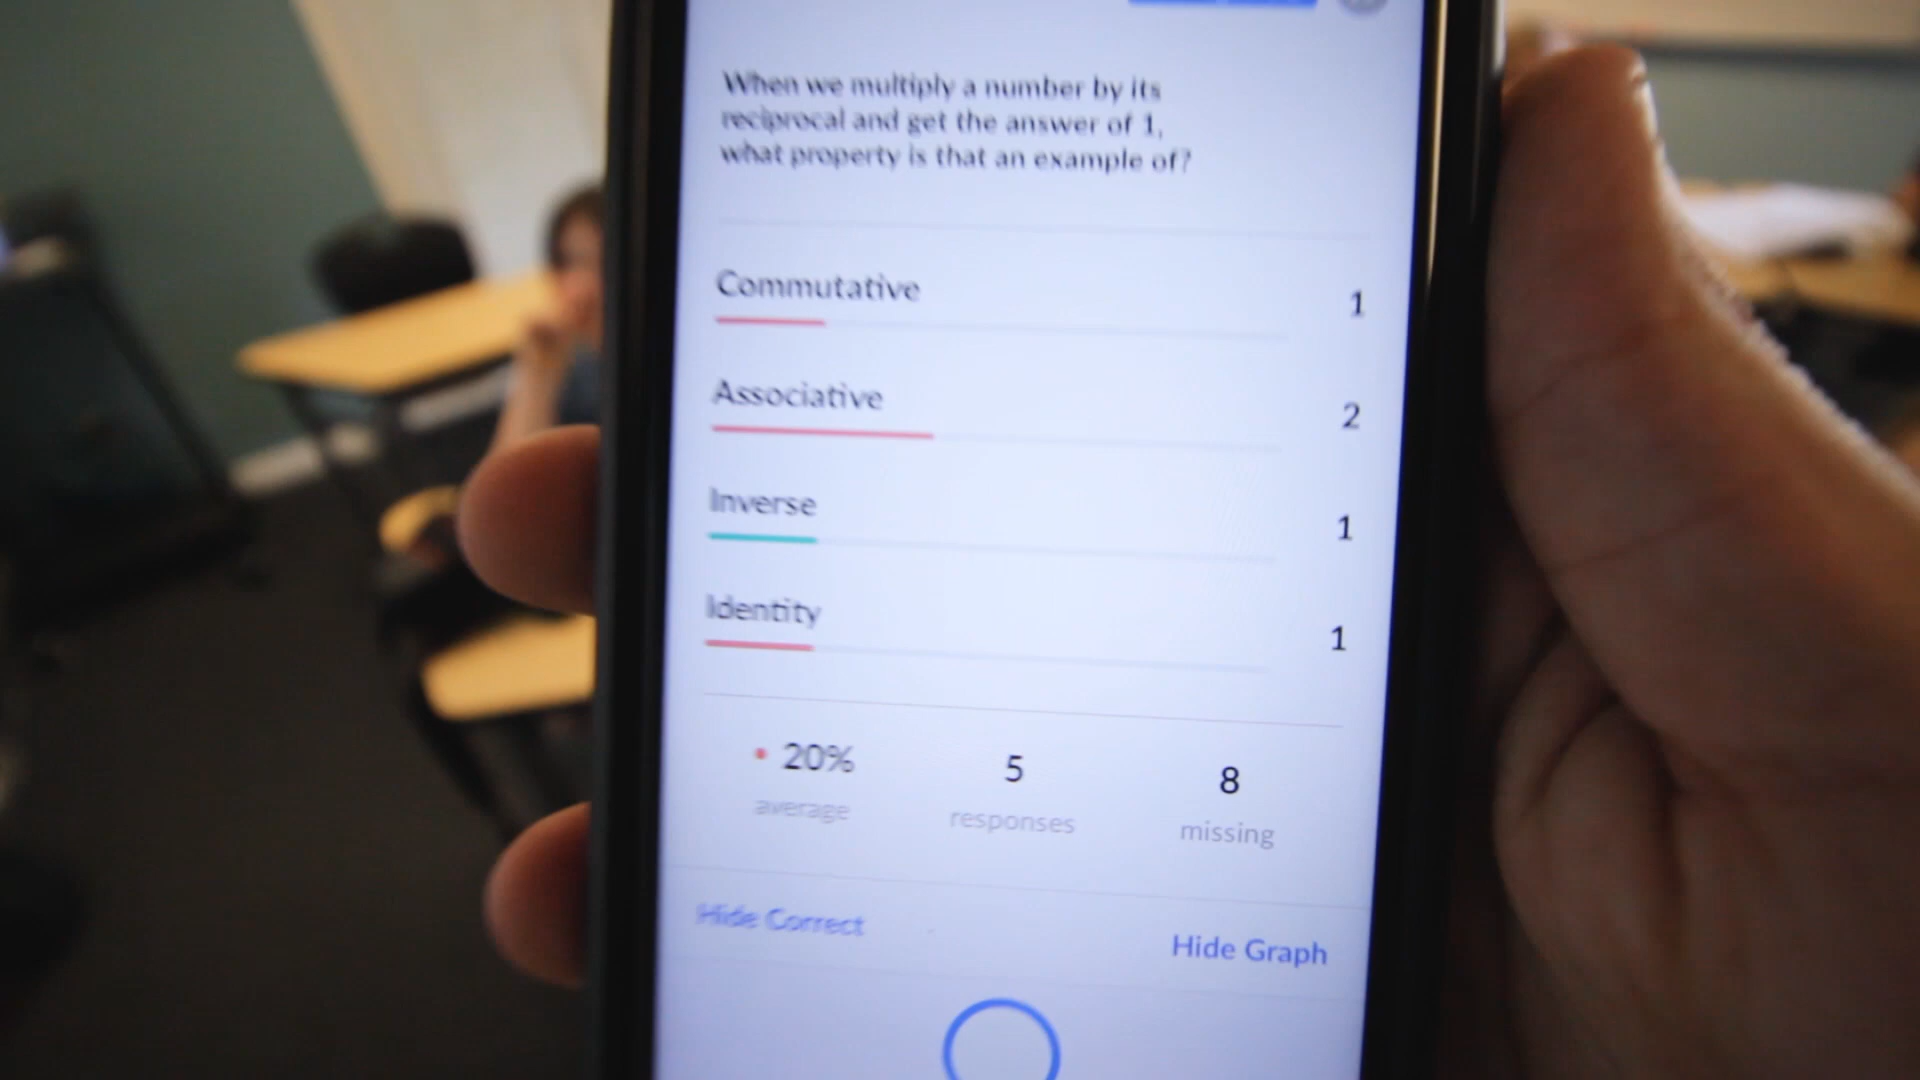 When we multiply a number by its
reciprocal and get the answer of 1,
what property is that an example of?
Commutative 1
Associative 2
Inverse 1
Identity 1
20% 5 8
average responses missing
Hide Correct Hide Graph